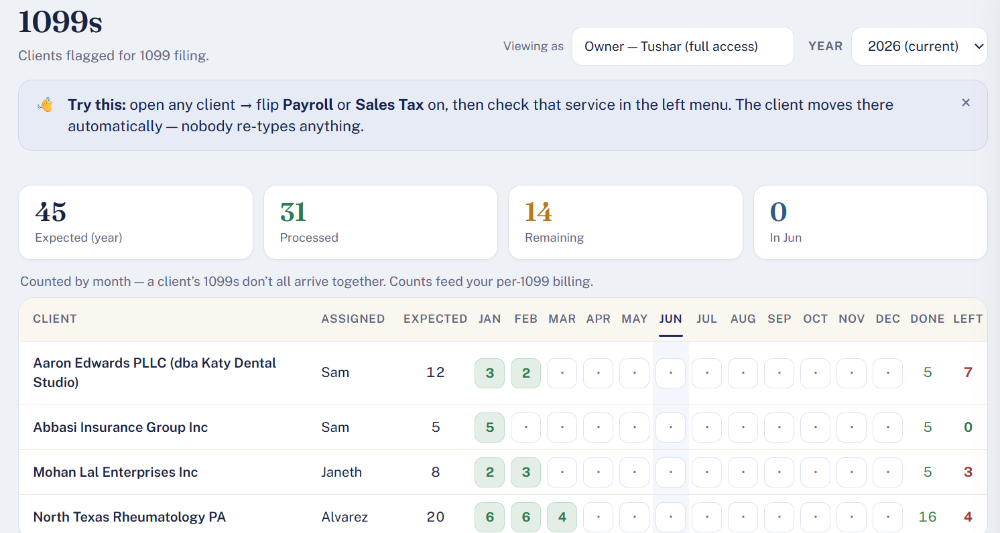 1099s
Clients flagged for 1099 filing.
Viewing as Owner — Tushar (full access) YEAR 2026 (current)
👋 Try this: open any client → flip Payroll or Sales Tax on, then check that service in the left menu. The client moves there ×
automatically — nobody re-types anything.
45 31 14 0
Expected (year) Processed Remaining In Jun
Counted by month — a client’s 1099s don’t all arrive together. Counts feed your per-1099 billing.
CLIENT ASSIGNED EXPECTED JAN FEB MAR APR MAY JUN JUL AUG SEP OCT NOV DEC DONE LEFT
Aaron Edwards PLLC (dba Katy Dental
Studio) Sam 12 3 2 · · · · · · · · · · 5 7
Abbasi Insurance Group Inc Sam 5 5 · · · · · · · · · · · 5 0
Mohan Lal Enterprises Inc Janeth 8 2 3 · · · · · · · · · · 5 3
North Texas Rheumatology PA Alvarez 20 6 6 4 · · · · · · · · · 16 4